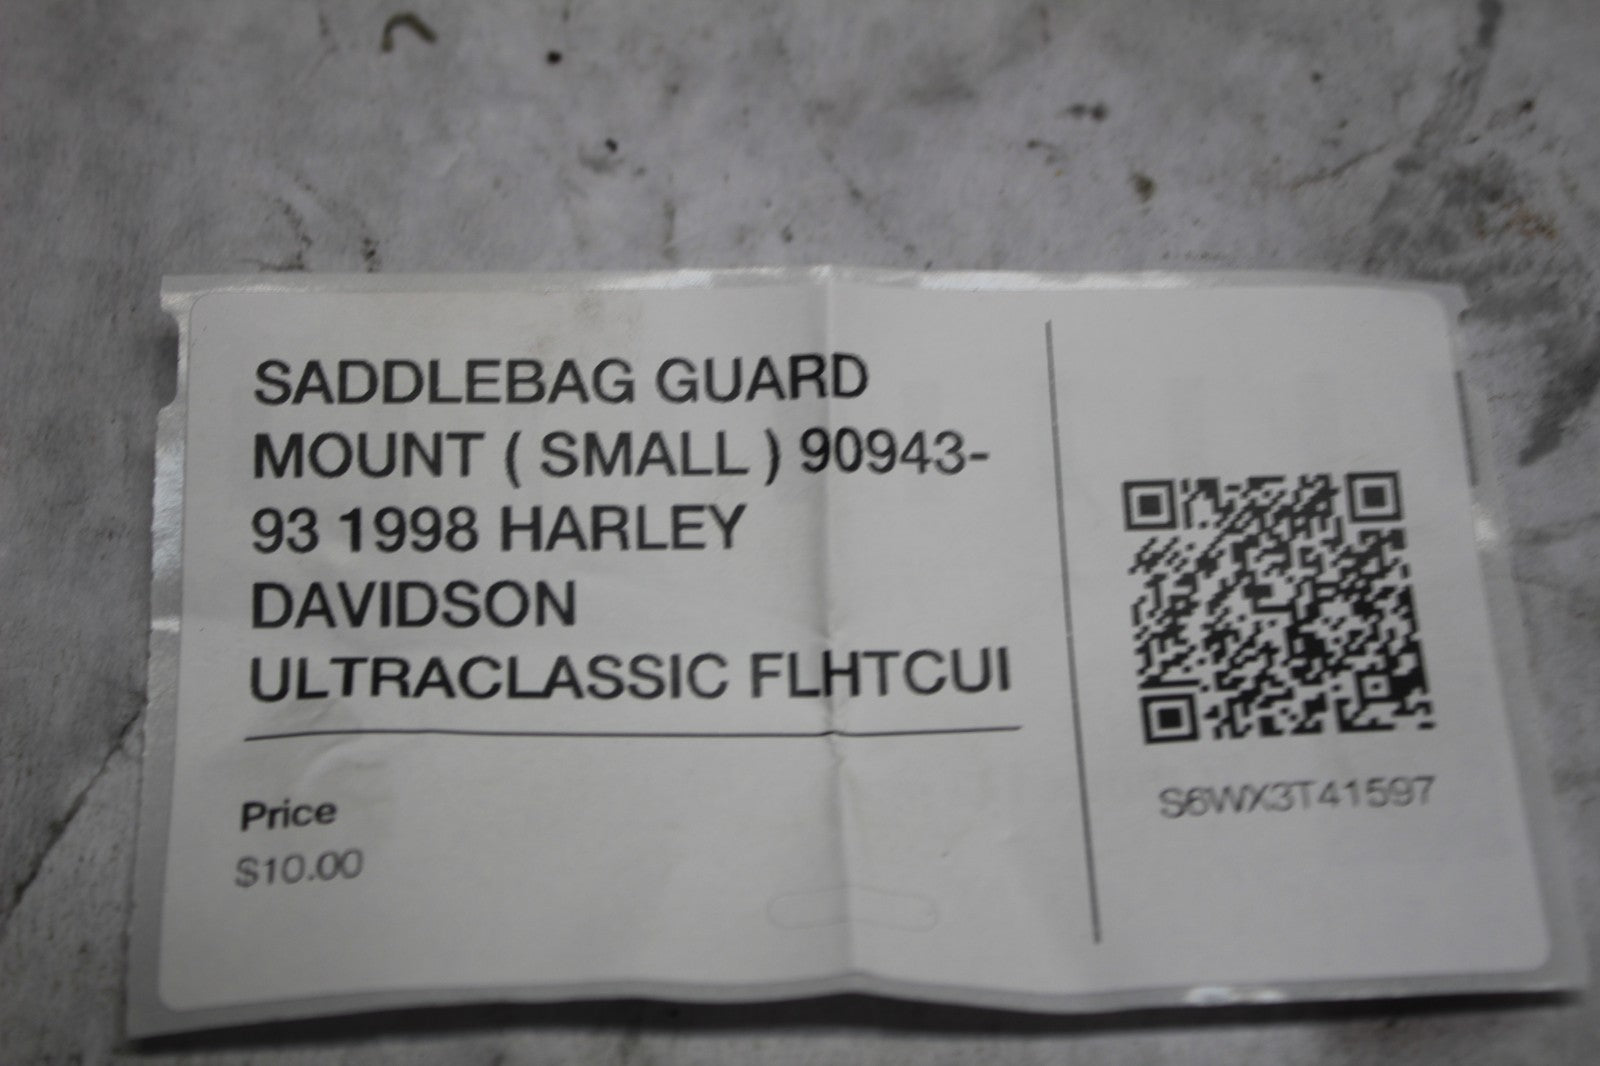 SADDLEBAG GUARD
MOUNT ( SMALL ) 90943-
93 1998 HARLEY
DAVIDSON
ULTRACLASSIC FLHTCUI
Price
$10.00
S6WX3T41597